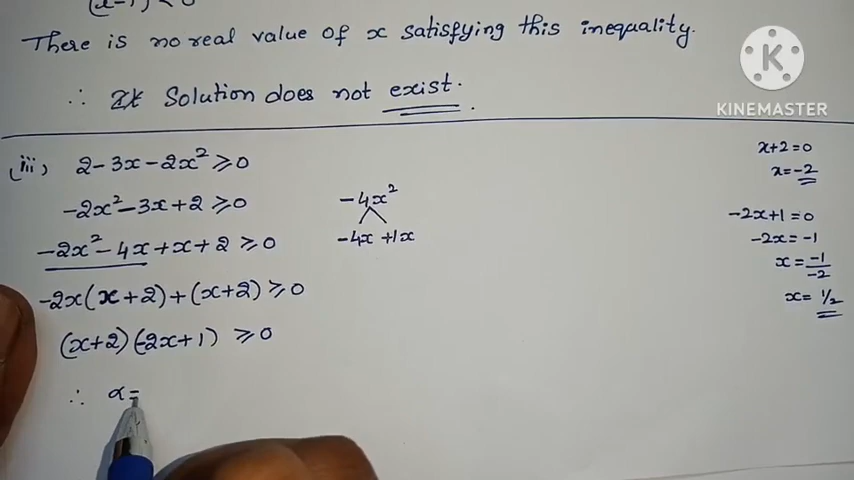 (x-1) < 0
There is no real value of x satisfying this inequality.
∴ Solution does not exist.
KINEMASTER
(iii) 2-3x-2x² ≥ 0
-2x²-3x+2 ≥ 0
-2x²-4x+x+2 ≥ 0
-2x(x+2)+(x+2) ≥ 0
(x+2)(-2x+1) ≥ 0
∴ α=
-4x²
-4x +1x
x+2=0
x=-2
-2x+1=0
-2x=-1
x=-1/-2
x=1/2